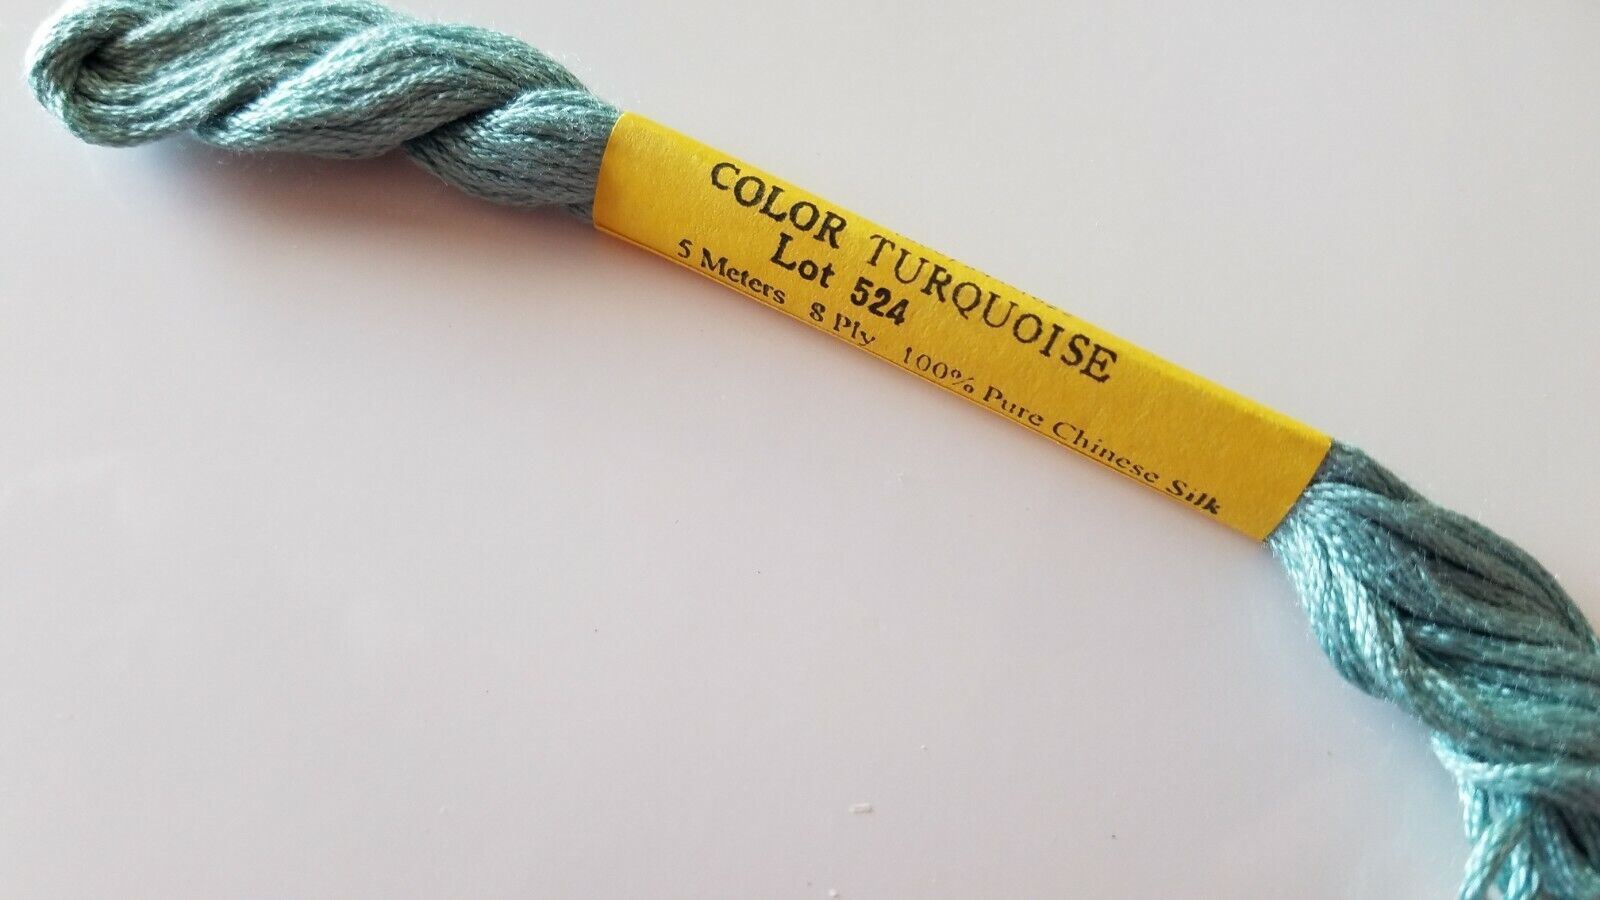 COLOR TURQUOISE
Lot 524
5 Meters 8 Ply 100% Pure Chinese Silk